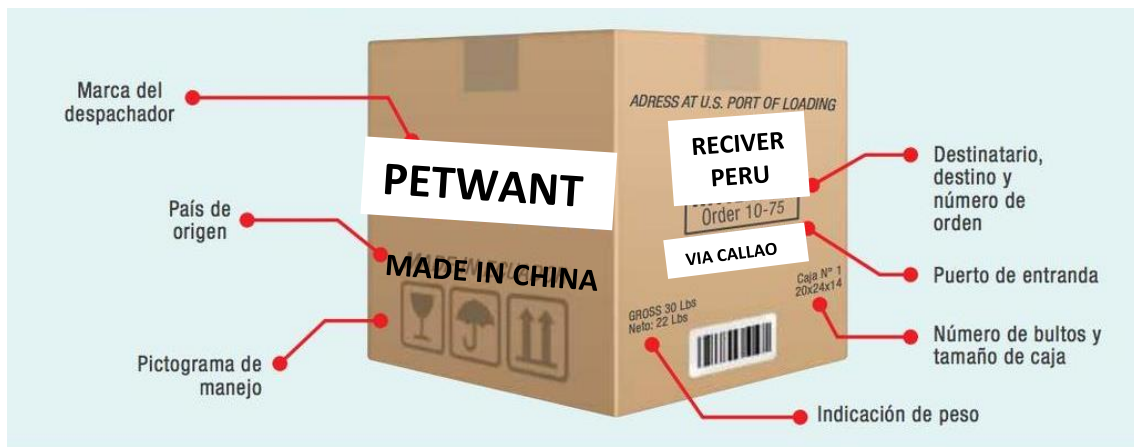 Marca del
despachador
País de
origen
Pictograma de
manejo
PETWANT
MADE IN CHINA
ADRESS AT U.S. PORT OF LOADING
RECIVER
PERU
Order 10-75
VIA CALLAO
Caja N° 1
20x24x14
GROSS 30 Lbs
Neto: 22 Lbs
Destinatario,
destino y
número de
orden
Puerto de entranda
Número de bultos y
tamaño de caja
Indicación de peso